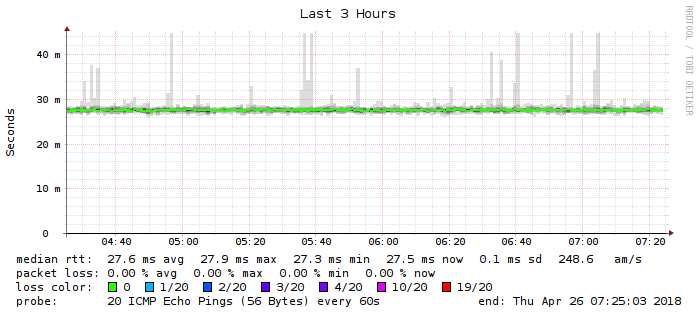 Last 3 Hours
RRDTOOL / TOBI OETIKER
Seconds
40 m
30 m
20 m
10 m
0
04:40 05:00 05:20 05:40 06:00 06:20 06:40 07:00 07:20
median rtt: 27.6 ms avg 27.9 ms max 27.3 ms min 27.5 ms now 0.1 ms sd 248.6 am/s
packet loss: 0.00 % avg 0.00 % max 0.00 % min 0.00 % now
loss color: 0 1/20 2/20 3/20 4/20 10/20 19/20
probe: 20 ICMP Echo Pings (56 Bytes) every 60s end: Thu Apr 26 07:25:03 2018